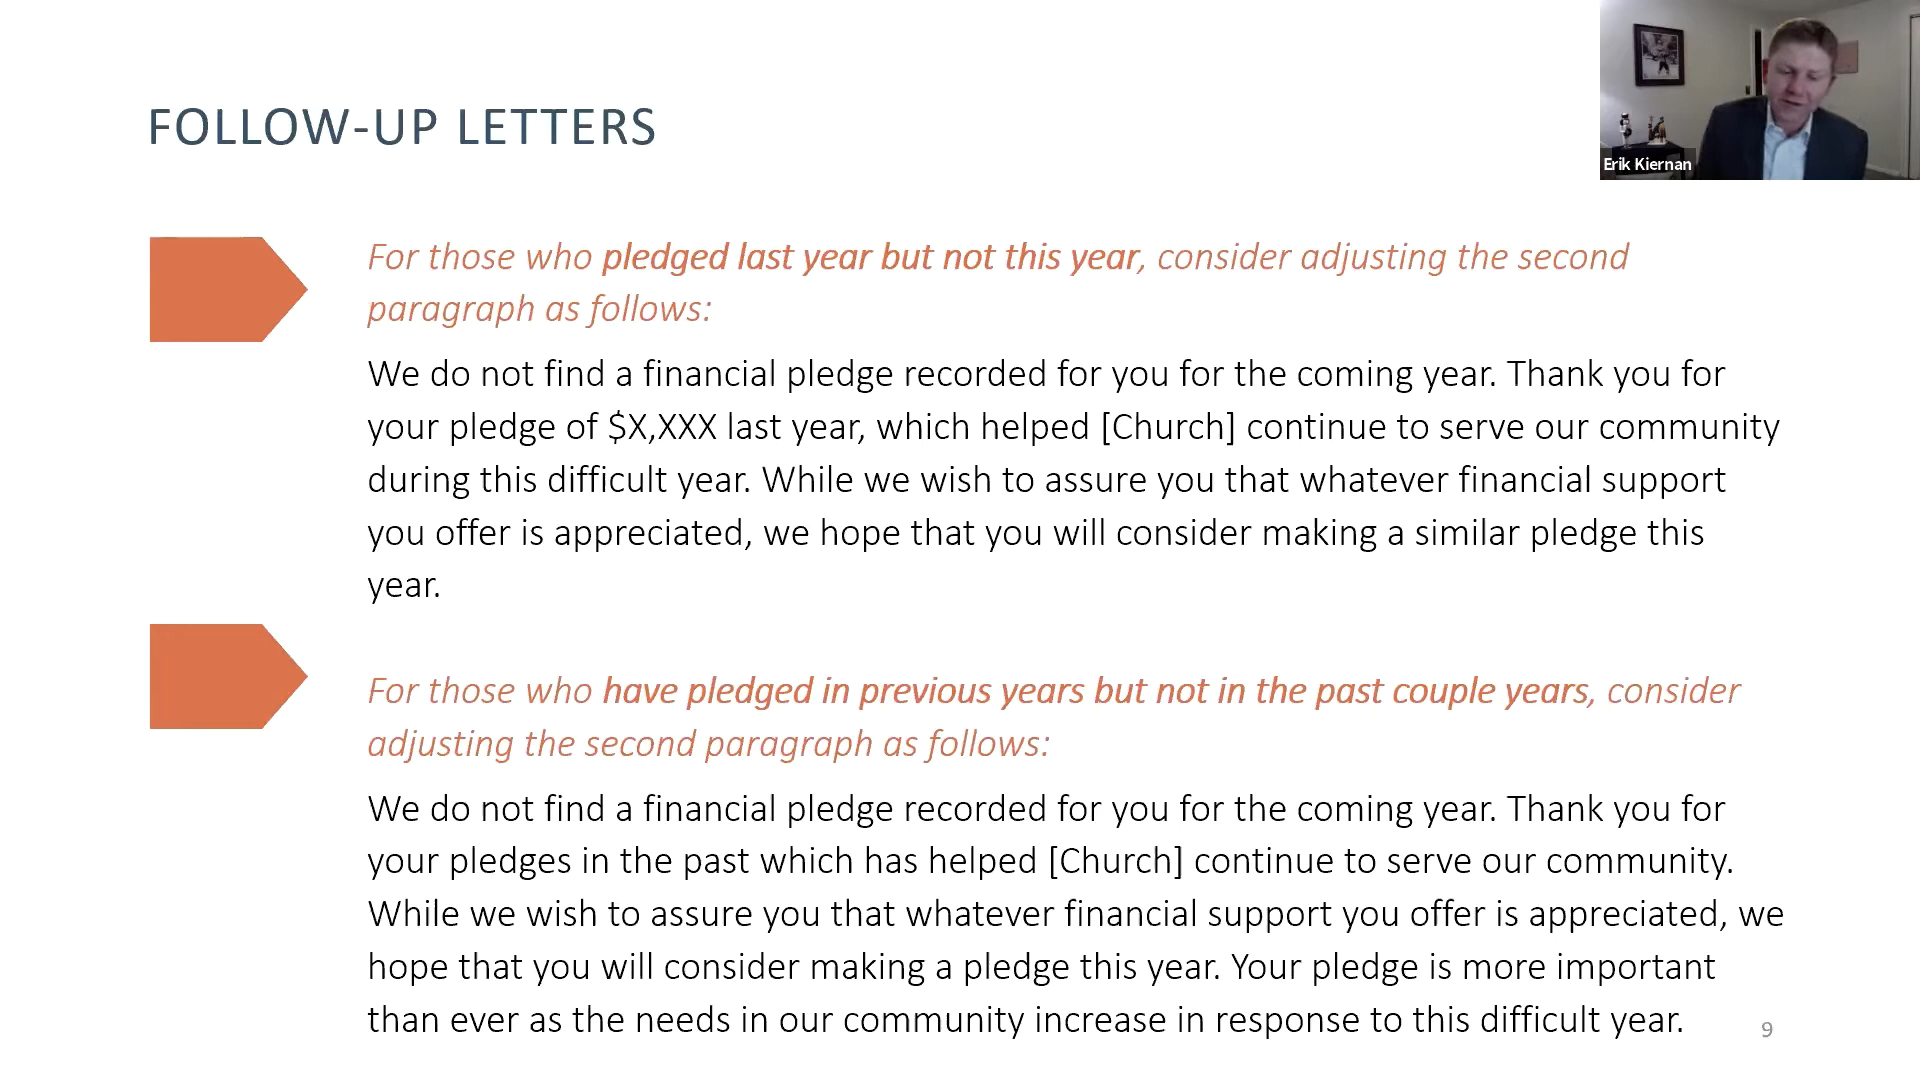 FOLLOW-UP LETTERS
Erik Kiernan
For those who pledged last year but not this year, consider adjusting the second
paragraph as follows:
We do not find a financial pledge recorded for you for the coming year. Thank you for
your pledge of $X,XXX last year, which helped [Church] continue to serve our community
during this difficult year. While we wish to assure you that whatever financial support
you offer is appreciated, we hope that you will consider making a similar pledge this
year.
For those who have pledged in previous years but not in the past couple years, consider
adjusting the second paragraph as follows:
We do not find a financial pledge recorded for you for the coming year. Thank you for
your pledges in the past which has helped [Church] continue to serve our community.
While we wish to assure you that whatever financial support you offer is appreciated, we
hope that you will consider making a pledge this year. Your pledge is more important
than ever as the needs in our community increase in response to this difficult year.
9